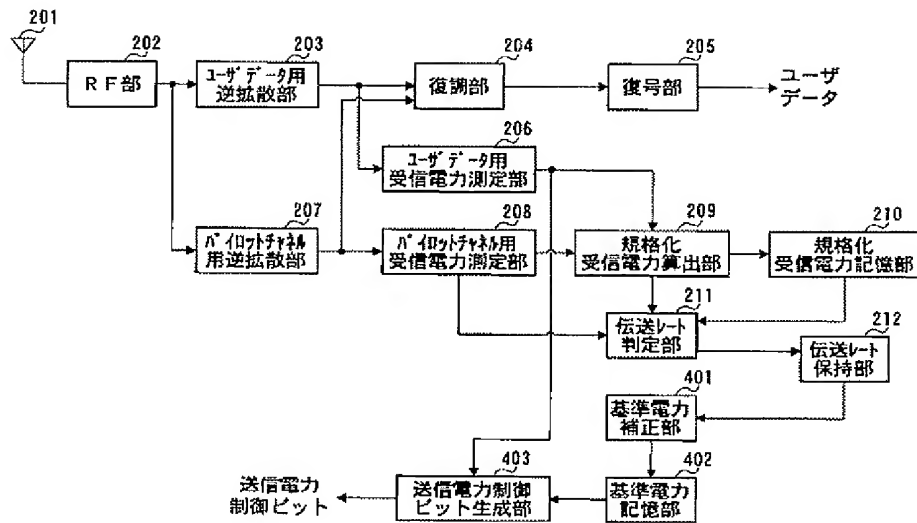 201
202
RF部
203
ユーザデータ用
逆拡散部
204
復調部
205
復号部
ユーザ
データ
206
ユーザデータ用
受信電力測定部
207
パイロットチャネル
用逆拡散部
208
パイロットチャネル用
受信電力測定部
209
規格化
受信電力算出部
210
規格化
受信電力記憶部
211
伝送レート
判定部
212
伝送レート
保持部
401
基準電力
補正部
402
基準電力
記憶部
403
送信電力制御
ビット生成部
送信電力
制御ビット